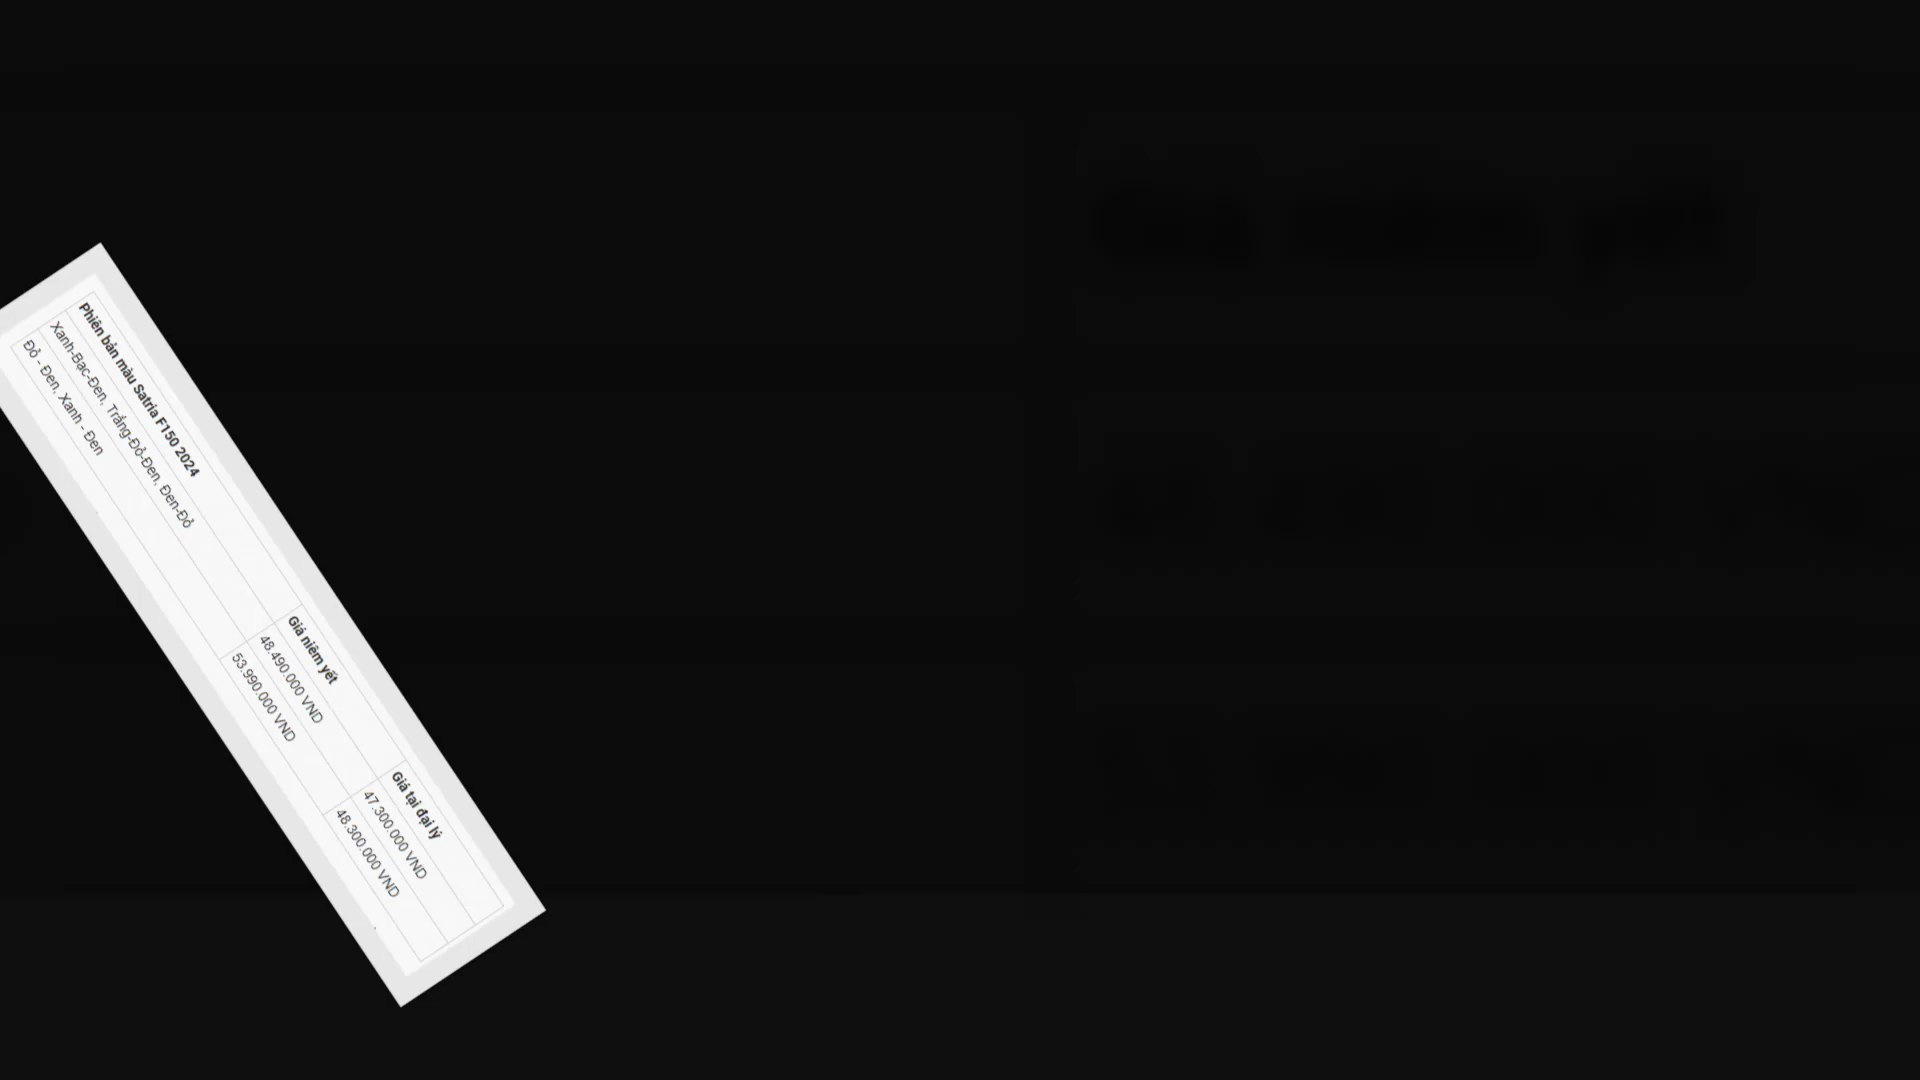 Phiên bản màu Satria F150 2024 Giá niêm yết Giá tại đại lý
Xanh-Bạc-Đen, Trắng-Đỏ-Đen, Đen-Đỏ 48.490.000 VND 47.300.000 VND
Đỏ - Đen, Xanh - Đen 53.990.000 VND 48.300.000 VND